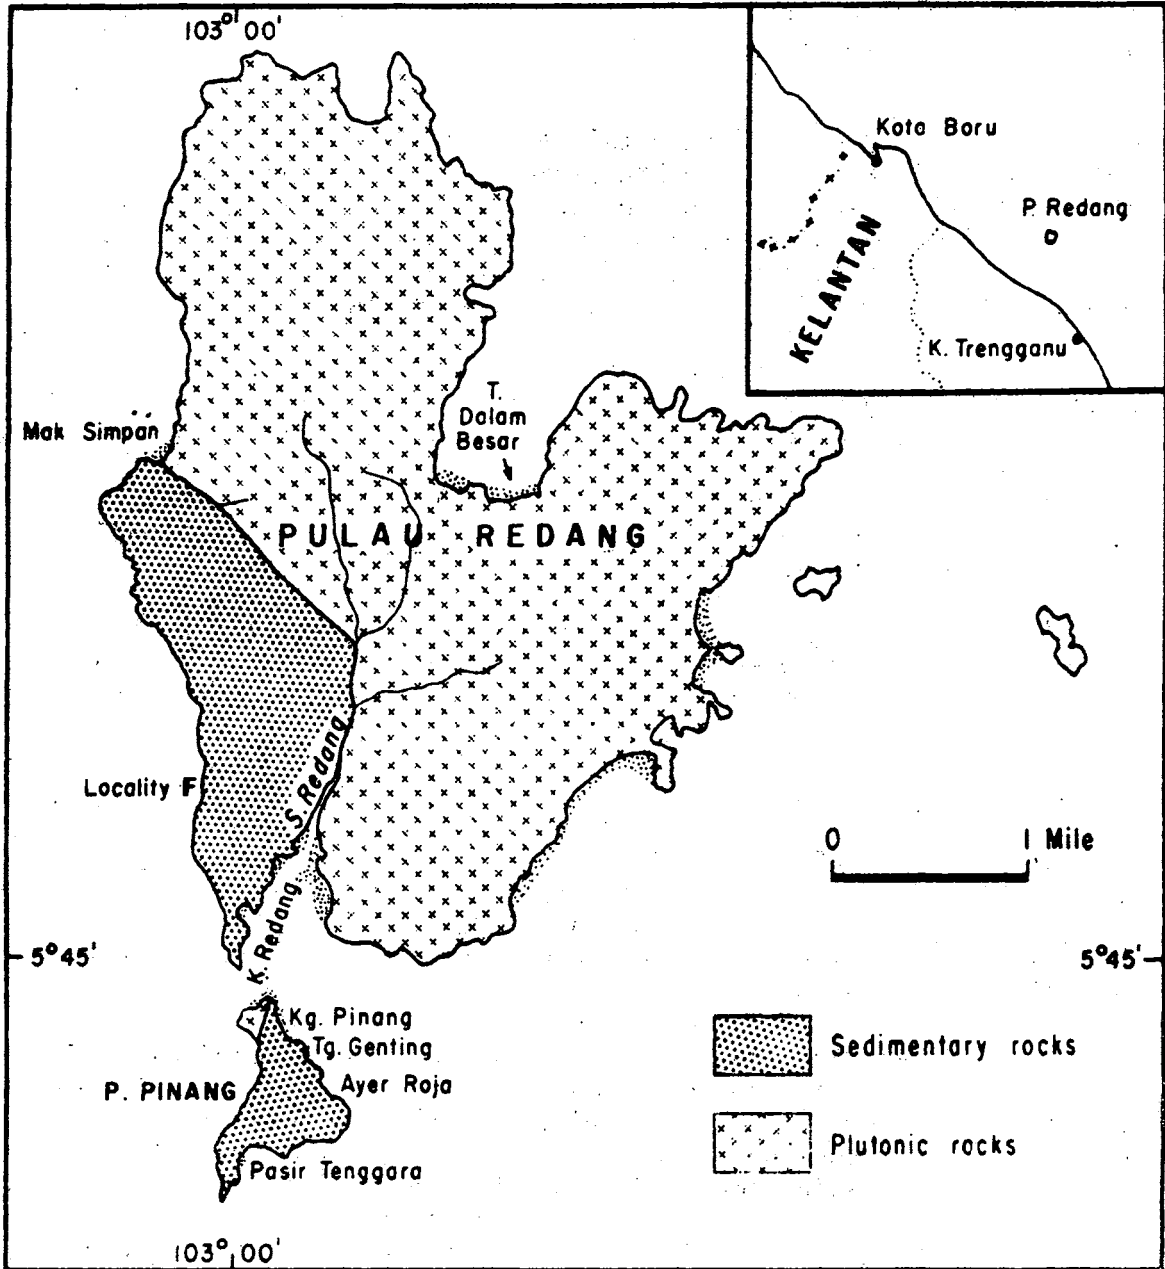 103° 00'
Kota Baru
P. Redang
KELANTAN
K. Trengganu
T.
Dalam
Besar
Mak Simpan
PULAU REDANG
S. Redang
Locality F
0 1 Mile
K. Redang
5°45'
5°45'
Kg. Pinang
Tg. Genting
P. PINANG
Ayer Roja
Pasir Tenggara
Sedimentary rocks
Plutonic rocks
103° 00'